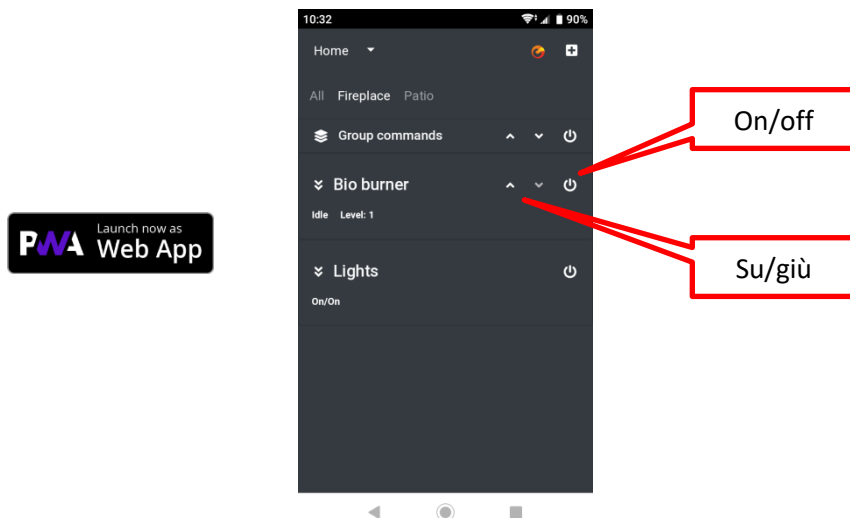 10:32
90%
Home
All Fireplace Patio
Group commands
On/off
Bio burner
Idle Level: 1
PWA
Launch now as
Web App
Su/giù
Lights
On/On